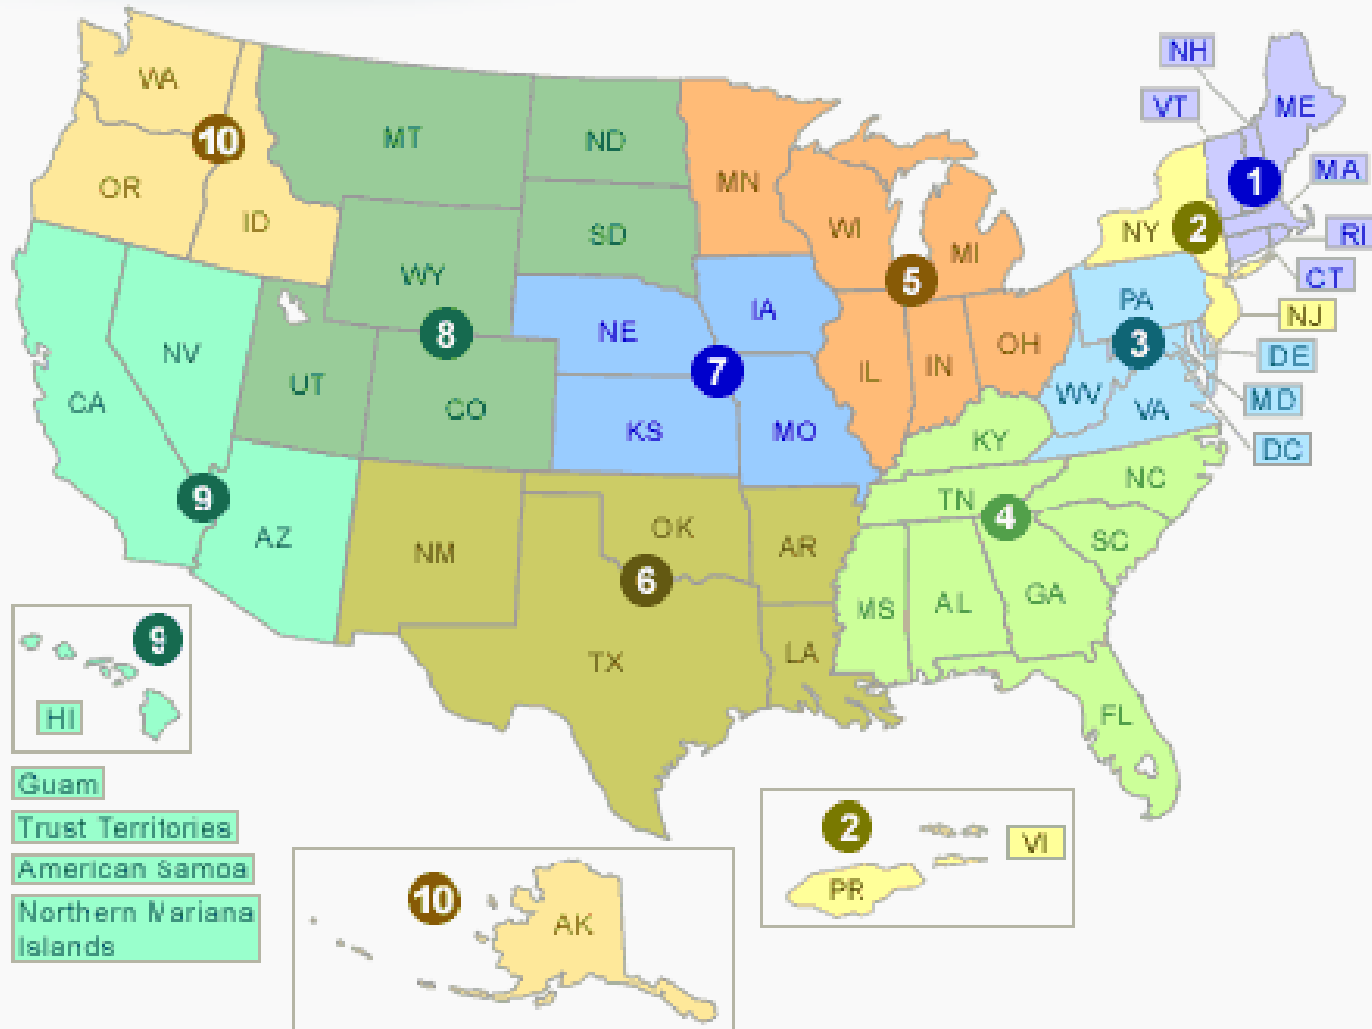 NH
VT
ME
WA
MT
ND
10
MN
MA
1
OR
ID
SD
WI
MI
NY
2
RI
WY
5
CT
PA
NJ
NE
IA
8
3
DE
NV
UT
7
IL
IN
OH
CA
CO
WV
MD
VA
KS
MO
KY
DC
9
TN
NC
4
AZ
NM
OK
AR
SC
6
MS
AL
GA
9
TX
LA
HI
FL
Guam
Trust Territories
American Samoa
Northern Mariana
Islands
2
VI
PR
10
AK